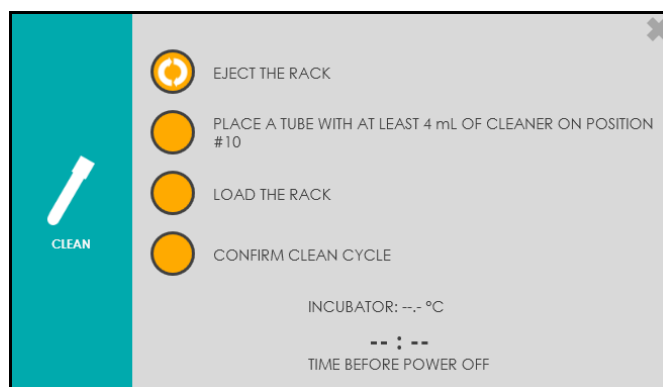 EJECT THE RACK
PLACE A TUBE WITH AT LEAST 4 mL OF CLEANER ON POSITION
#10
LOAD THE RACK
CLEAN
CONFIRM CLEAN CYCLE
INCUBATOR: --.- ºC
-- : --
TIME BEFORE POWER OFF